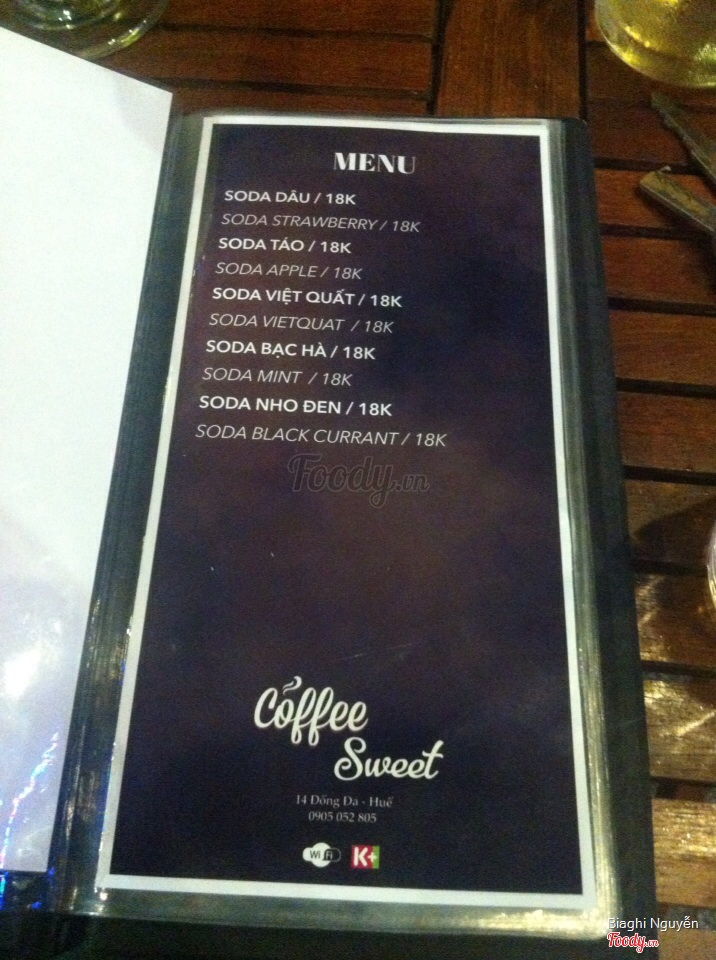 MENU
SODA DÂU / 18K
SODA STRAWBERRY / 18K
SODA TÁO / 18K
SODA APPLE / 18K
SODA VIỆT QUẤT / 18K
SODA VIETQUAT / 18K
SODA BẠC HÀ / 18K
SODA MINT / 18K
SODA NHO ĐEN / 18K
SODA BLACK CURRANT / 18K
Foody.vn
Coffee
Sweet
14 Đống Đa - Huế
0905 052 805
Wi Fi K+
Biaghi Nguyễn
Foody.vn